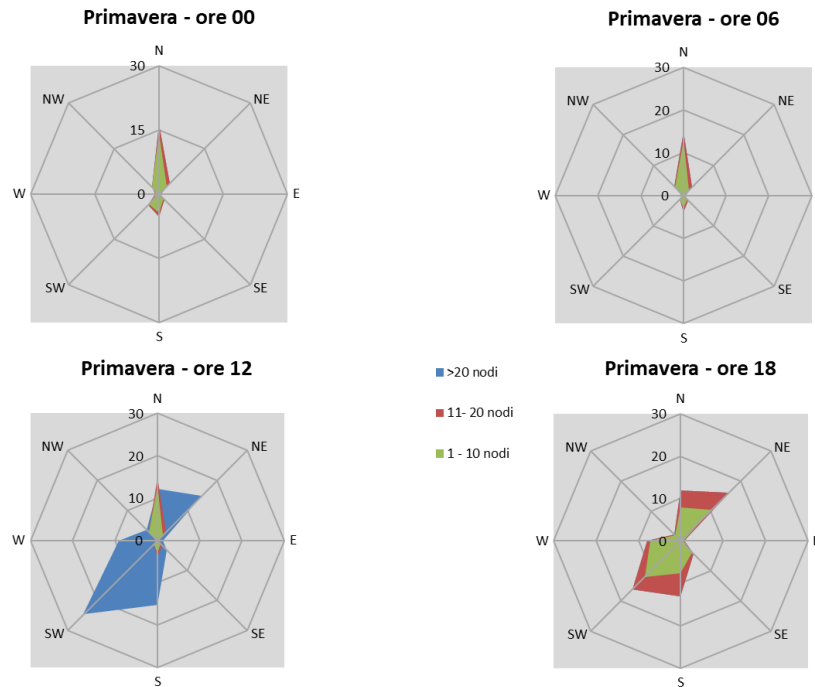 Primavera - ore 00
N
30
NW
NE
15
W
0
E
SW
SE
S
Primavera - ore 06
N
30
NW
NE
20
10
W
0
SW
SE
S
Primavera - ore 12
N
30
NW
NE
20
10
W
0
E
SW
SE
S
>20 nodi
11- 20 nodi
1 - 10 nodi
Primavera - ore 18
N
30
NW
NE
20
10
W
0
E
SW
SE
S